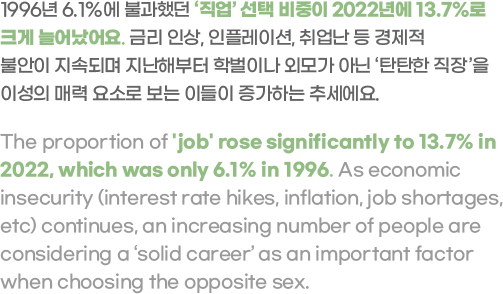 1996년 6.1%에 불과했던 ‘직업’ 선택 비중이 2022년에 13.7%로
크게 늘어났어요. 금리 인상, 인플레이션, 취업난 등 경제적
불안이 지속되며 지난해부터 학벌이나 외모가 아닌 ‘탄탄한 직장’을
이성의 매력 요소로 보는 이들이 증가하는 추세에요.
The proportion of 'job' rose significantly to 13.7% in
2022, which was only 6.1% in 1996. As economic
insecurity (interest rate hikes, inflation, job shortages,
etc) continues, an increasing number of people are
considering a ‘solid career’ as an important factor
when choosing the opposite sex.